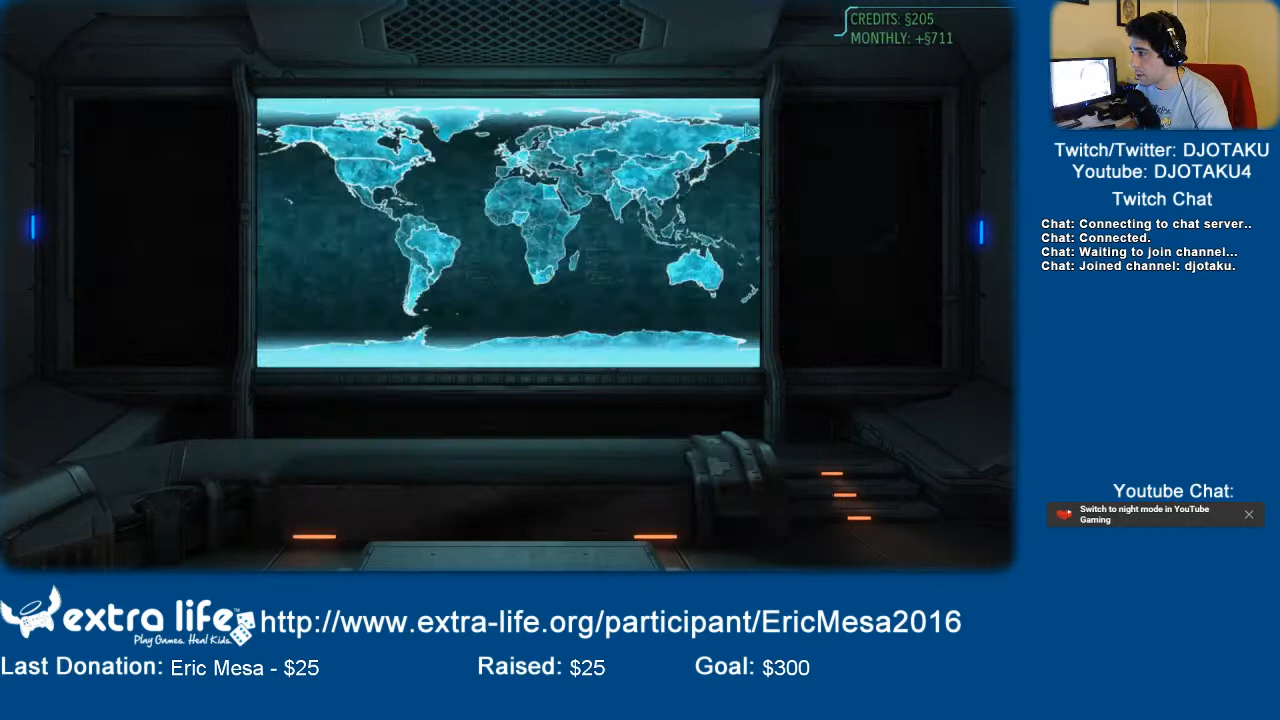 CREDITS: §205
MONTHLY: +§711
Twitch/Twitter: DJOTAKU
Youtube: DJOTAKU4
Twitch Chat
Chat: Connecting to chat server..
Chat: Connected.
Chat: Waiting to join channel...
Chat: Joined channel: djotaku.
Youtube Chat:
Switch to night mode in YouTube
Gaming
extra life
Play Games. Heal Kids.
http://www.extra-life.org/participant/EricMesa2016
Last Donation: Eric Mesa - $25
Raised: $25
Goal: $300